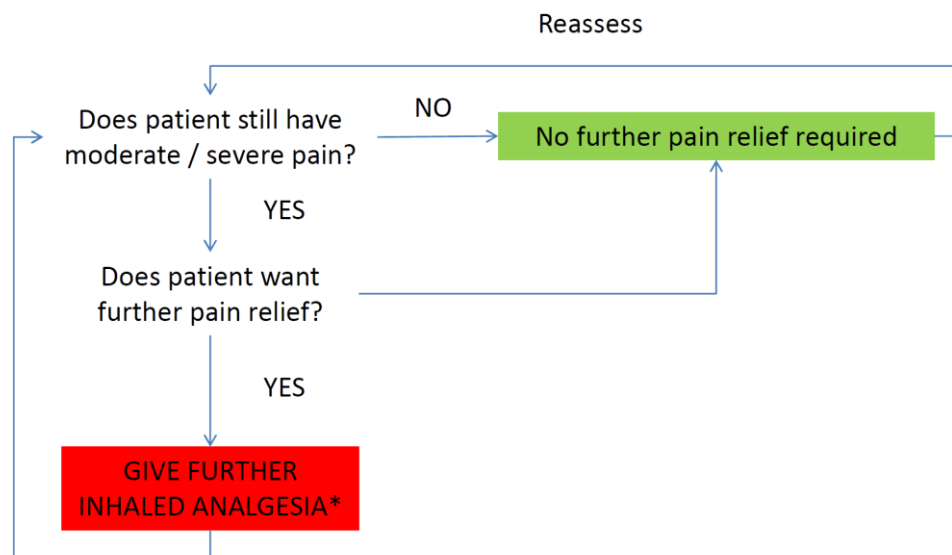 Reassess
Does patient still have
moderate / severe pain?
NO
No further pain relief required
YES
Does patient want
further pain relief?
YES
GIVE FURTHER
INHALED ANALGESIA*